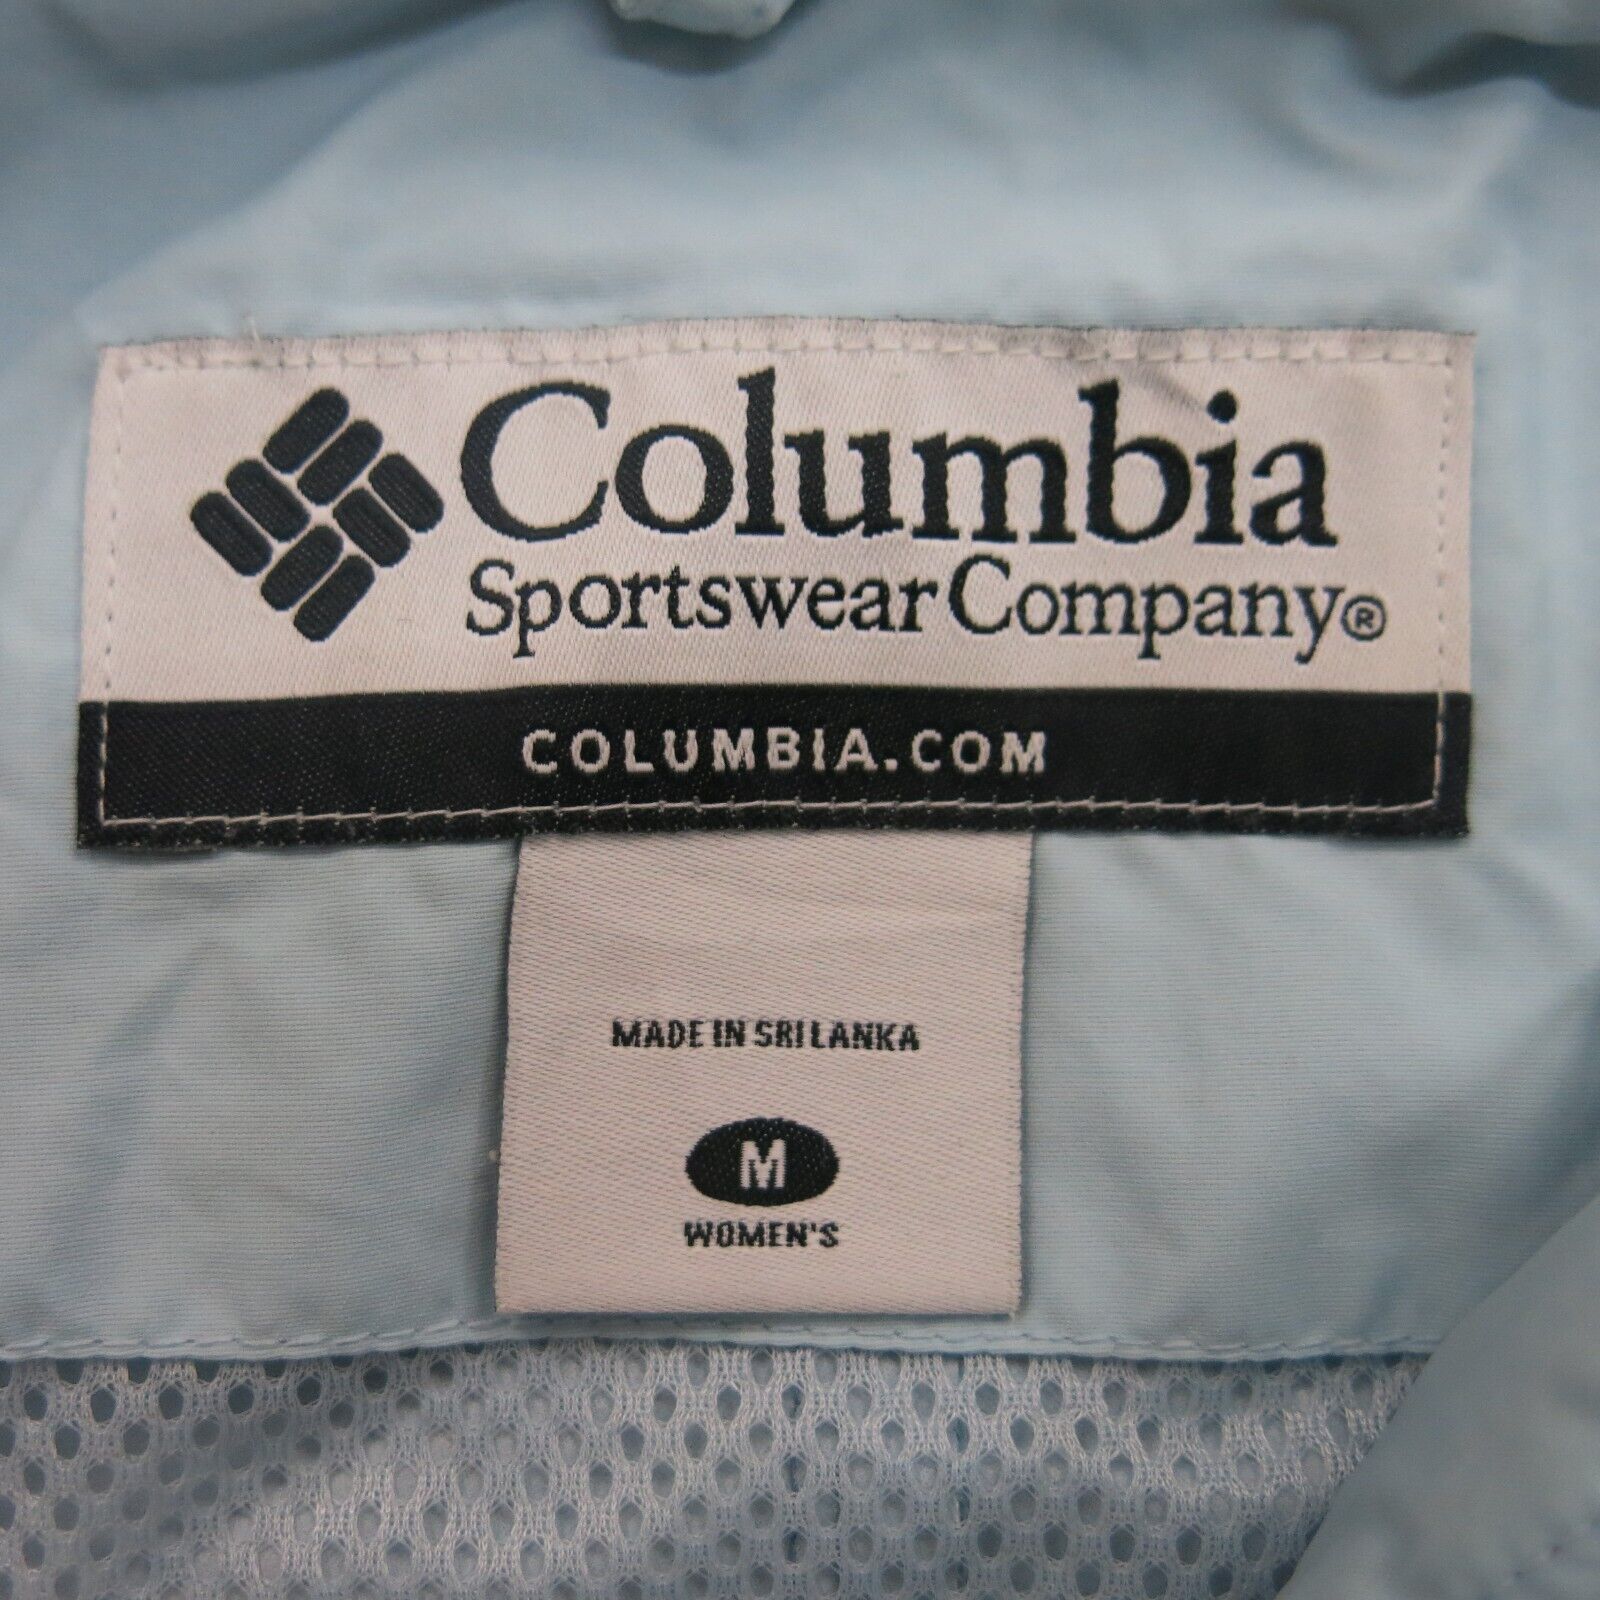 Columbia
Sportswear Company®
COLUMBIA.COM
MADE IN SRI LANKA
M
WOMEN'S